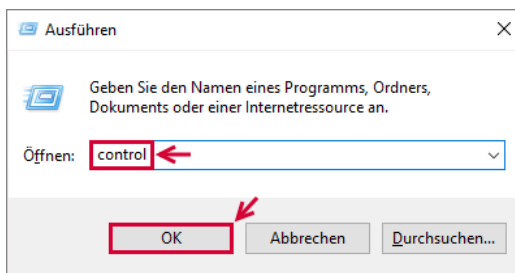 Ausführen
Geben Sie den Namen eines Programms, Ordners,
Dokuments oder einer Internetressource an.
Öffnen:
control
OK
Abbrechen
Durchsuchen...